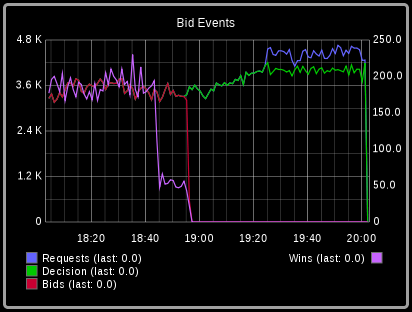 Bid Events
4.8 K 250.0
3.6 K 200.0
150.0
2.4 K
100.0
1.2 K 50.0
0 0
18:20 18:40 19:00 19:20 19:40 20:00
Requests (last: 0.0) Wins (last: 0.0)
Decision (last: 0.0)
Bids (last: 0.0)